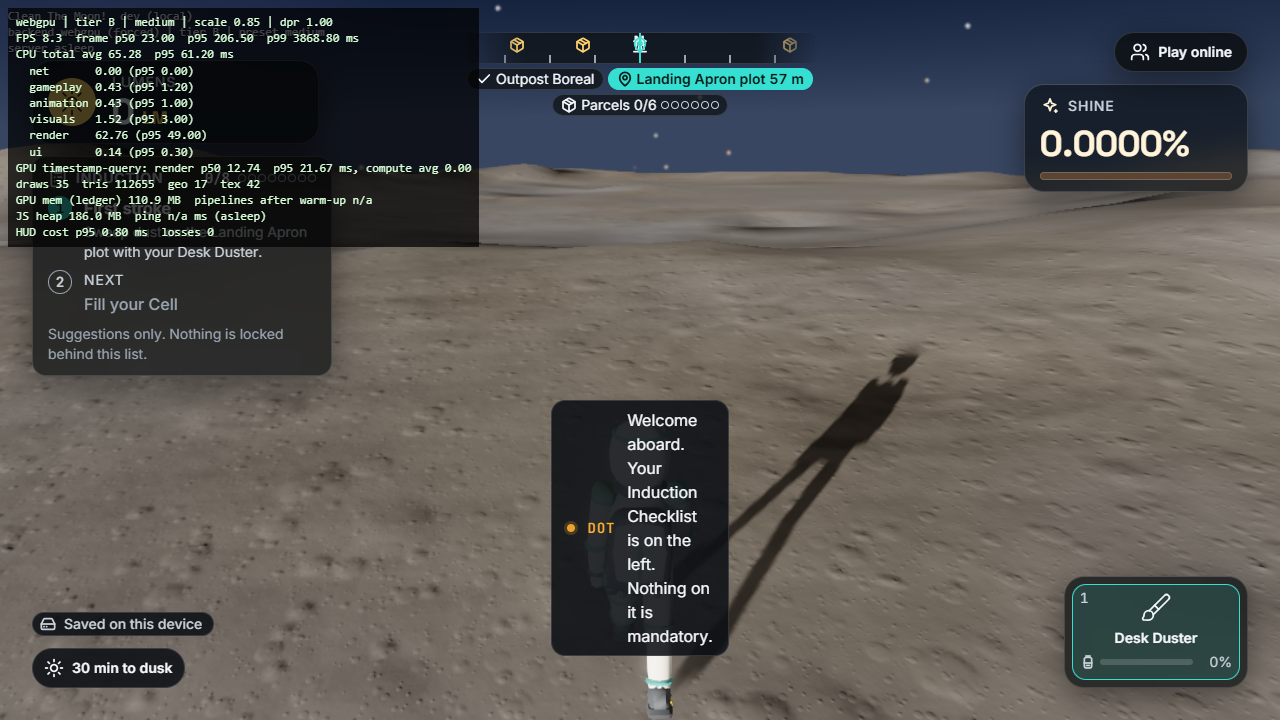 webgpu | tier B | medium | scale 0.85 | dpr 1.00
FPS 8.3 frame p50 23.00 p95 206.50 p99 3868.80 ms
CPU total avg 65.28 p95 61.20 ms
net 0.00 (p95 0.00)
gameplay 0.43 (p95 1.20)
animation 0.43 (p95 1.00)
visuals 1.52 (p95 3.00)
render 62.76 (p95 49.00)
ui 0.14 (p95 0.30)
GPU timestamp-query: render p50 12.74 p95 21.67 ms, compute avg 0.00
draws 35 tris 112655 geo 17 tex 42
GPU mem (ledger) 110.9 MB pipelines after warm-up n/a
JS heap 186.0 MB ping n/a ms (asleep)
HUD cost p95 0.80 ms losses 0
Landing Apron
plot with your Desk Duster.
2 NEXT
Fill your Cell
Suggestions only. Nothing is locked
behind this list.
Outpost Boreal
Landing Apron plot 57 m
Parcels 0/6
Play online
SHINE
0.0000%
DOT
Welcome
aboard.
Your
Induction
Checklist
is on the
left.
Nothing on
it is
mandatory.
Saved on this device
30 min to dusk
1
Desk Duster
0%